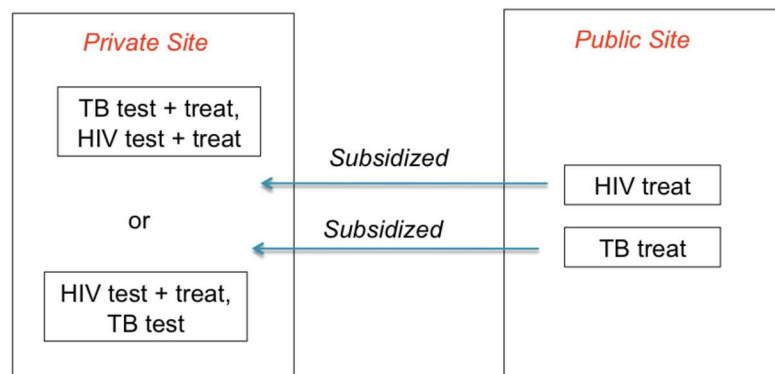 Private Site
TB test + treat,
HIV test + treat
or
HIV test + treat,
TB test
Subsidized
Subsidized
Public Site
HIV treat
TB treat